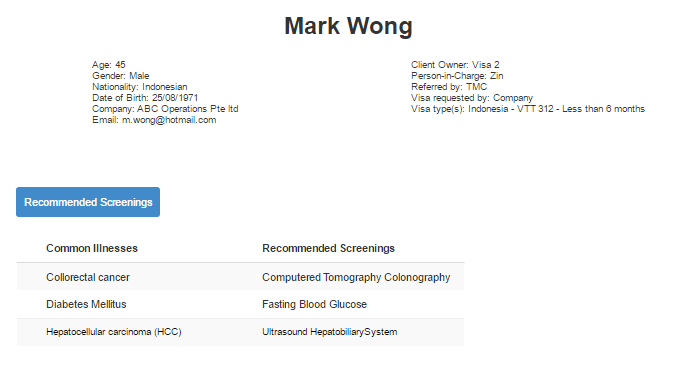 Mark Wong
Age: 45
Gender: Male
Nationality: Indonesian
Date of Birth: 25/08/1971
Company: ABC Operations Pte ltd
Email: m.wong@hotmail.com
Client Owner: Visa 2
Person-in-Charge: Zin
Referred by: TMC
Visa requested by: Company
Visa type(s): Indonesia - VTT 312 - Less than 6 months
Recommended Screenings
Common Illnesses Recommended Screenings
Collorectal cancer Computered Tomography Colonography
Diabetes Mellitus Fasting Blood Glucose
Hepatocellular carcinoma (HCC) Ultrasound HepatobiliarySystem